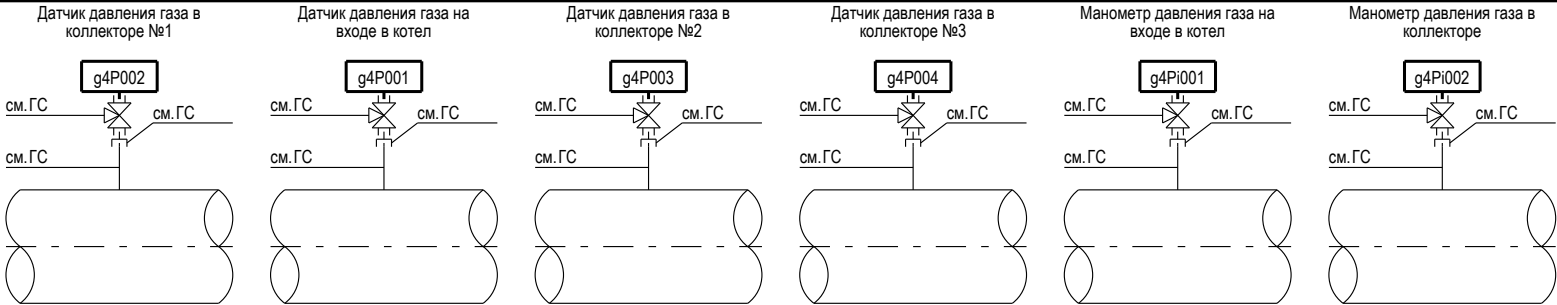 Датчик давления газа в
коллекторе №1
g4P002
см.ГС
см.ГС
см.ГС
Датчик давления газа на
входе в котел
g4P001
см.ГС
см.ГС
см.ГС
Датчик давления газа в
коллекторе №2
g4P003
см.ГС
см.ГС
см.ГС
Датчик давления газа в
коллекторе №3
g4P004
см.ГС
см.ГС
см.ГС
Манометр давления газа на
входе в котел
g4Pi001
см.ГС
см.ГС
см.ГС
Манометр давления газа в
коллекторе
g4Pi002
см.ГС
см.ГС
см.ГС